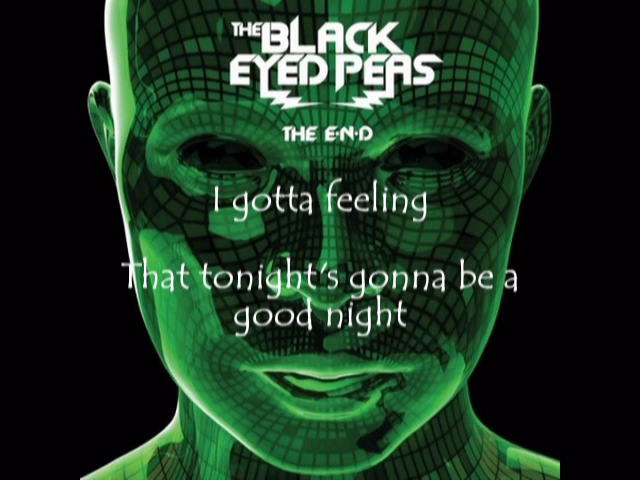 THE BLACK
EYED PEAS
THE E·N·D
I gotta feeling
That tonight's gonna be a
good night